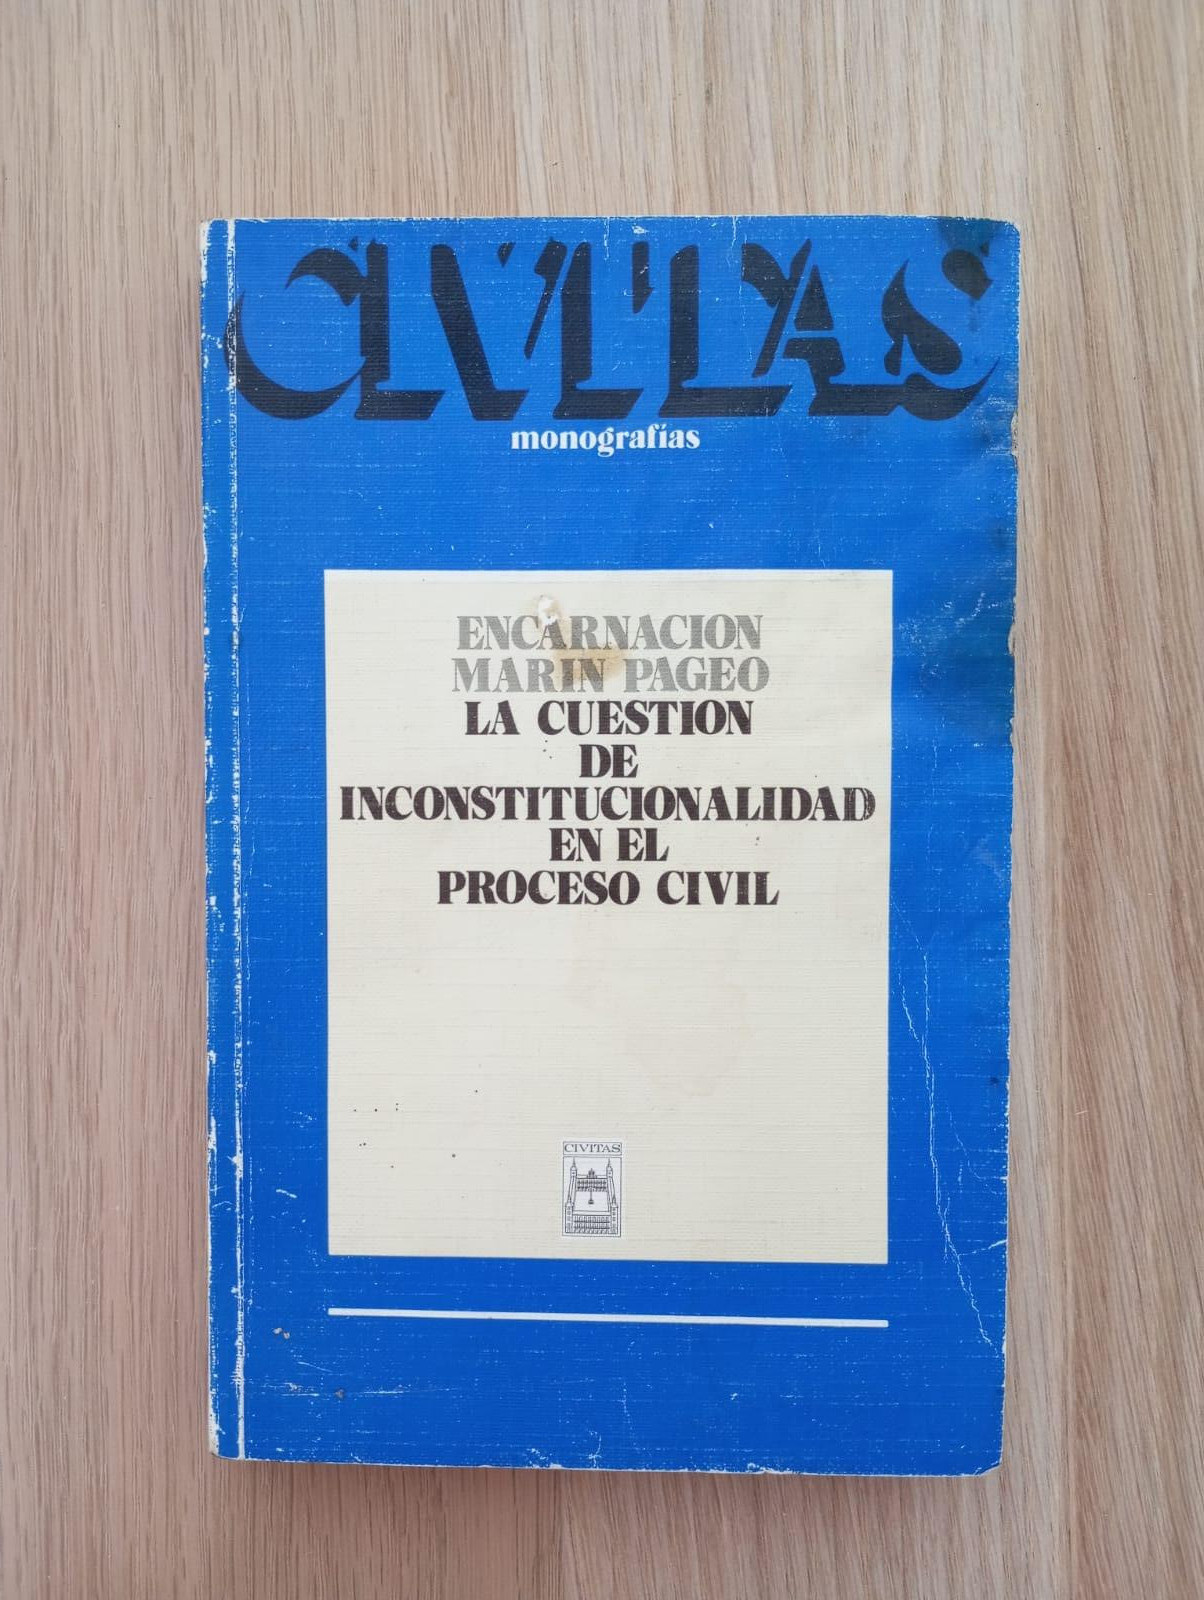 CIVITAS
monografías
ENCARNACION
MARIN PAGEO
LA CUESTION
DE
INCONSTITUCIONALIDAD
EN EL
PROCESO CIVIL
CIVITAS